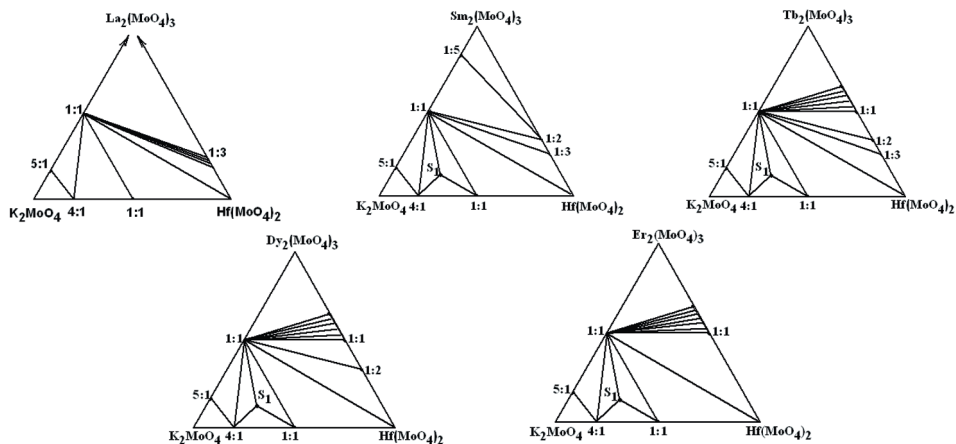 La₂(MoO₄)₃
1:1
1:3
5:1
K₂MoO₄ 4:1 1:1 Hf(MoO₄)₂
Sm₂(MoO₄)₃
1:5
1:1
1:2
1:3
5:1
S₁
K₂MoO₄ 4:1 1:1 Hf(MoO₄)₂
Tb₂(MoO₄)₃
1:1 1:1
1:2
1:3
5:1
S₁
K₂MoO₄ 4:1 1:1 Hf(MoO₄)₂
Dy₂(MoO₄)₃
1:1 1:1
1:2
5:1
S₁
K₂MoO₄ 4:1 1:1 Hf(MoO₄)₂
Er₂(MoO₄)₃
1:1 1:1
5:1
S₁
K₂MoO₄ 4:1 1:1 Hf(MoO₄)₂